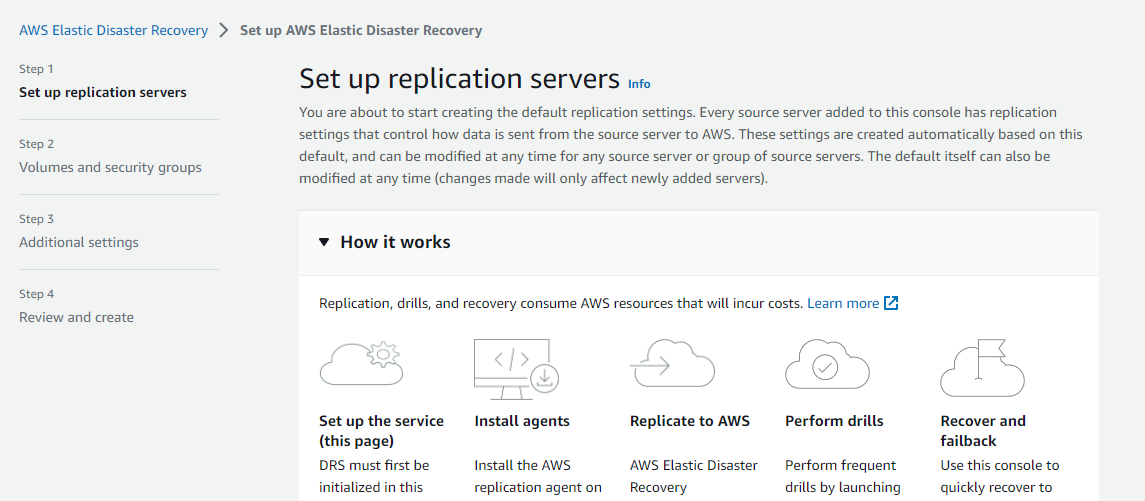 AWS Elastic Disaster Recovery > Set up AWS Elastic Disaster Recovery
Step 1
Set up replication servers
Step 2
Volumes and security groups
Step 3
Additional settings
Step 4
Review and create
Set up replication servers Info
You are about to start creating the default replication settings. Every source server added to this console has replication
settings that control how data is sent from the source server to AWS. These settings are created automatically based on this
default, and can be modified at any time for any source server or group of source servers. The default itself can also be
modified at any time (changes made will only affect newly added servers).
How it works
Replication, drills, and recovery consume AWS resources that will incur costs. Learn more
</> 
Set up the service
(this page)
DRS must first be
initialized in this
Install agents
Install the AWS
replication agent on
Replicate to AWS
AWS Elastic Disaster
Recovery
Perform drills
Perform frequent
drills by launching
Recover and
failback
Use this console to
quickly recover to